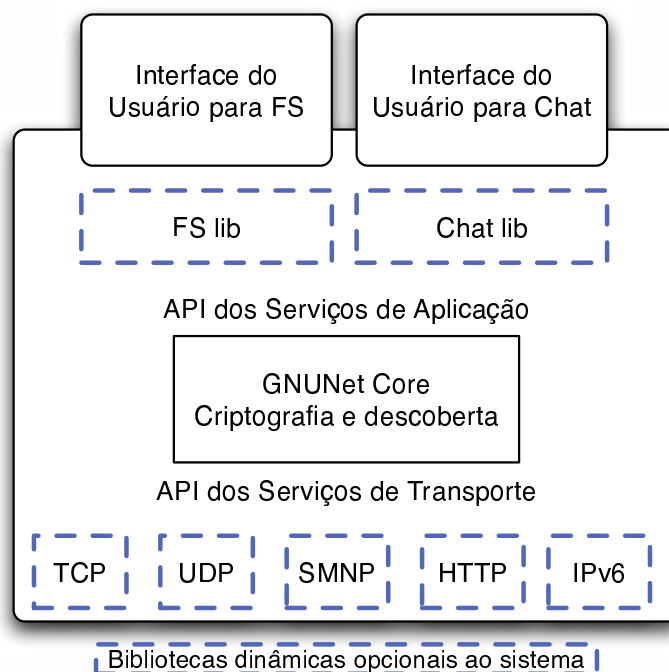 Interface do
Usuário para FS
Interface do
Usuário para Chat
FS lib
Chat lib
API dos Serviços de Aplicação
GNUNet Core
Criptografia e descoberta
API dos Serviços de Transporte
TCP
UDP
SMNP
HTTP
IPv6
Bibliotecas dinâmicas opcionais ao sistema